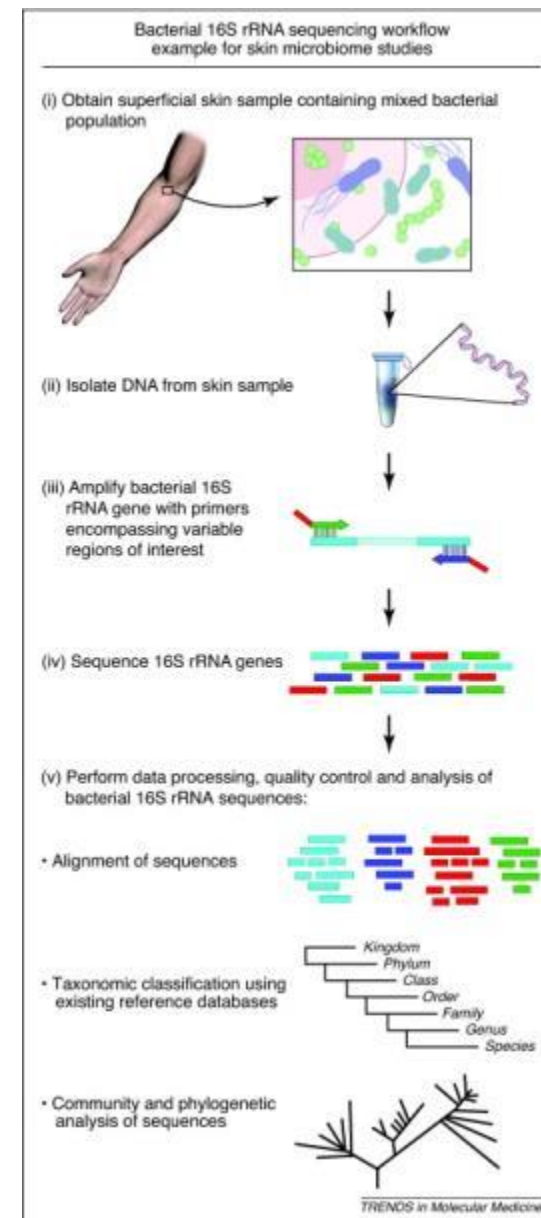 Bacterial 16S rRNA sequencing workflow
example for skin microbiome studies
(i) Obtain superficial skin sample containing mixed bacterial
population
(ii) Isolate DNA from skin sample
(iii) Amplify bacterial 16S
rRNA gene with primers
encompassing variable
regions of interest
(iv) Sequence 16S rRNA genes
(v) Perform data processing, quality control and analysis of
bacterial 16S rRNA sequences:
• Alignment of sequences
• Taxonomic classification using
existing reference databases
Kingdom
Phylum
Class
Order
Family
Genus
Species
• Community and phylogenetic
analysis of sequences
TRENDS in Molecular Medicine